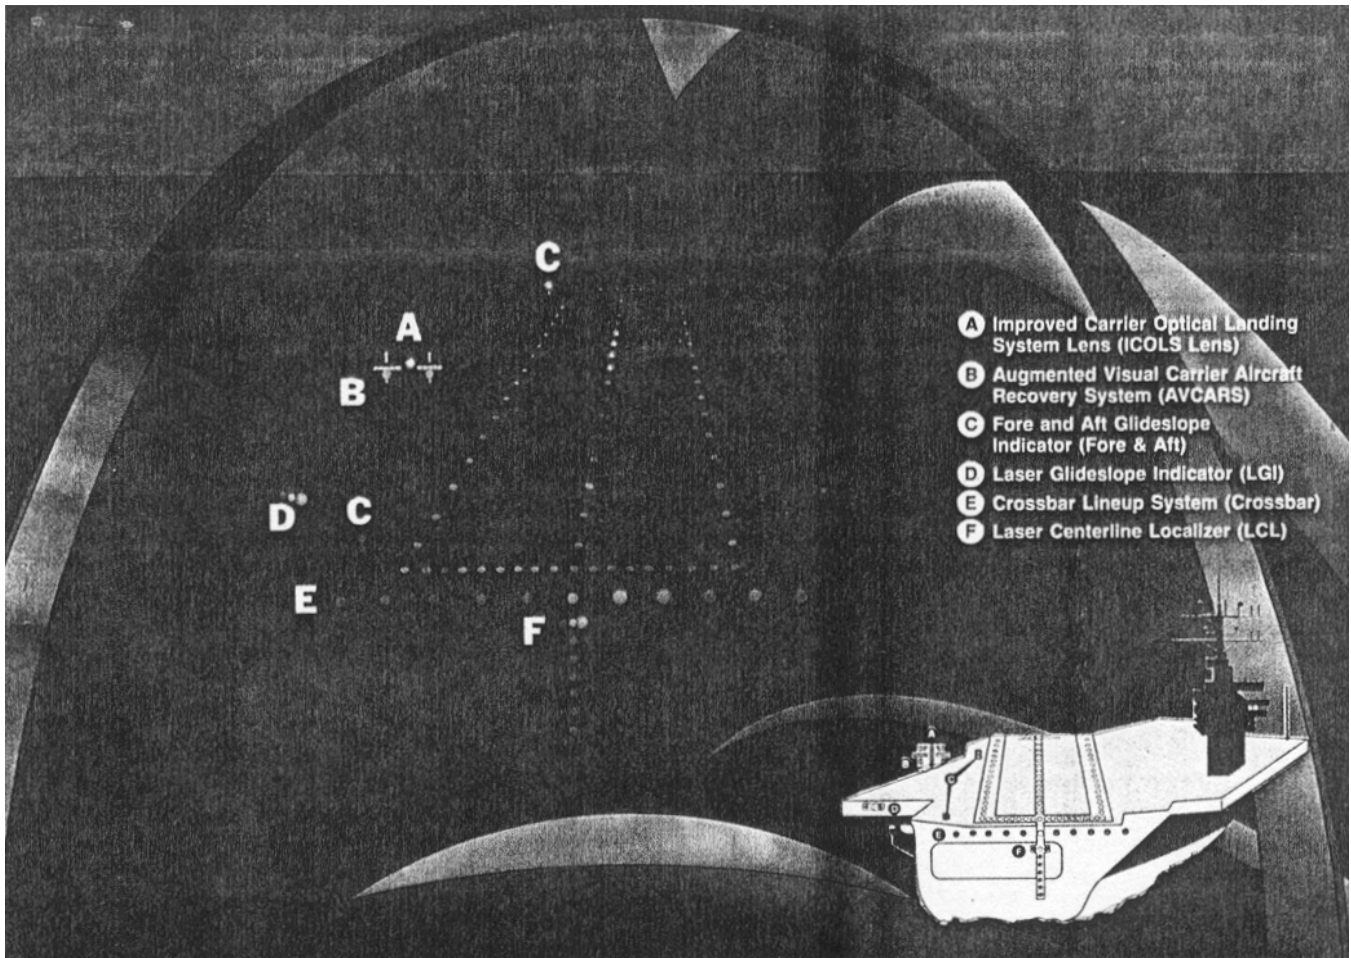 C
A
B
D
C
E
F
A Improved Carrier Optical Landing
System Lens (ICOLS Lens)
B Augmented Visual Carrier Aircraft
Recovery System (AVCARS)
C Fore and Aft Glideslope
Indicator (Fore & Aft)
D Laser Glideslope Indicator (LGI)
E Crossbar Lineup System (Crossbar)
F Laser Centerline Localizer (LCL)
A
B
C
D
E
F